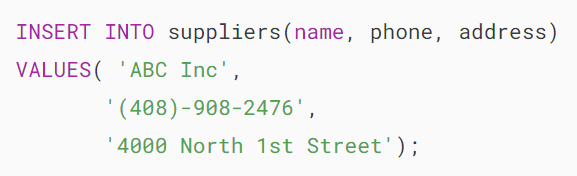 INSERT INTO suppliers(name, phone, address)
VALUES( 'ABC Inc',
'(408)-908-2476',
'4000 North 1st Street');